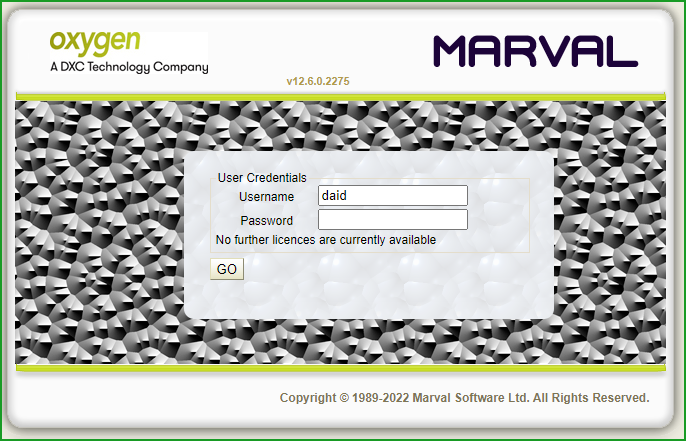 oxygen
A DXC Technology Company
MARVAL
v12.6.0.2275
User Credentials
Username daid
Password
No further licences are currently available
GO
Copyright © 1989-2022 Marval Software Ltd. All Rights Reserved.